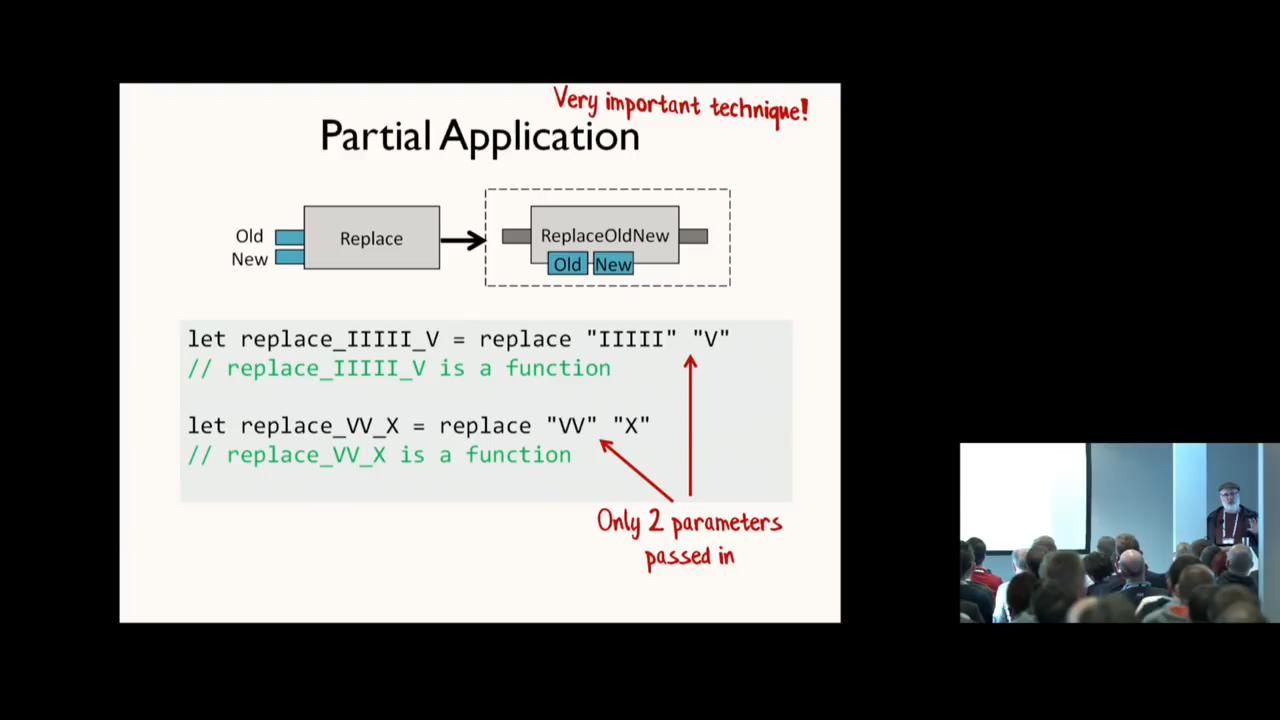 Very important technique!
Partial Application
Old
New
Replace
ReplaceOldNew
Old New
let replace_IIIII_V = replace "IIIII" "V"
// replace_IIIII_V is a function
let replace_VV_X = replace "VV" "X"
// replace_VV_X is a function
Only 2 parameters
passed in